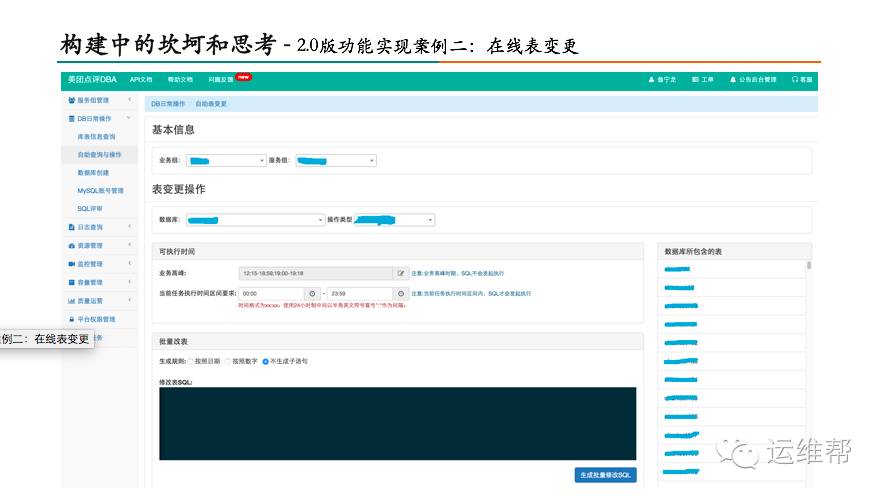 构建中的坎坷和思考 - 2.0版功能实现案例二：在线表变更
美团点评DBA API文档 帮助文档 问题反馈 new 普宁龙 工单 公告后台管理 客服
服务组管理
DB日常操作
库表信息查询
自助查询与操作
数据库创建
MySQL账号管理
SQL评审
日志查询
资源管理
监控管理
容量管理
质量运营
平台权限管理
务
例二：在线表变更
DB日常操作 / 自助表变更
基本信息
业务组： 服务组：
表变更操作
数据库： 操作类型
可执行时间
业务高峰： 12:15-18:59;19:00-19:18 注意:业务高峰时期，SQL不会发起执行
当前任务执行时间区间要求： 00:00 - 23:59 注意:当前任务执行时间区间内，SQL才会发起执行
时间格式为xx:xx，使用24小时制中间以半角英文符号冒号":"作为间隔。
批量改表
生成规则： 按照日期 按照数字 不生成子语句
修改表SQL:
生成批量修改SQL
数据库所包含的表
运维帮